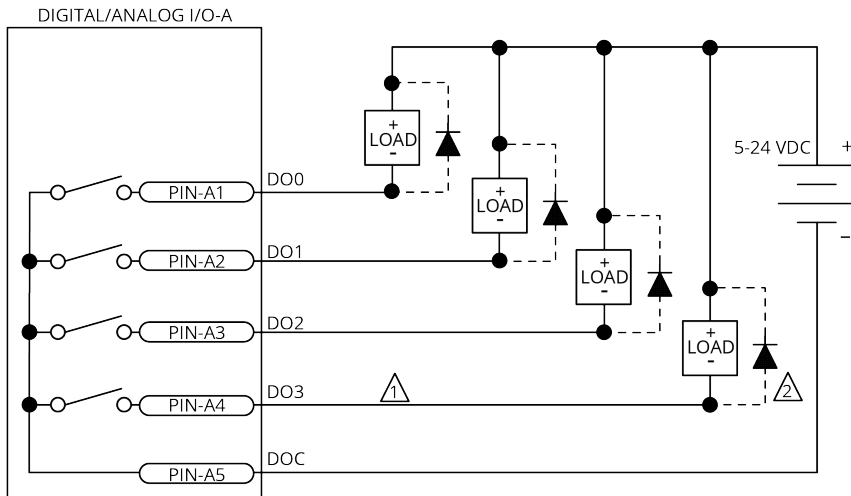 DIGITAL/ANALOG I/O-A
+
LOAD
-
5-24 VDC
+
-
PIN-A1
DO0
+
LOAD
-
PIN-A2
DO1
+
LOAD
-
PIN-A3
DO2
+
LOAD
-
PIN-A4
DO3
1
2
PIN-A5
DOC